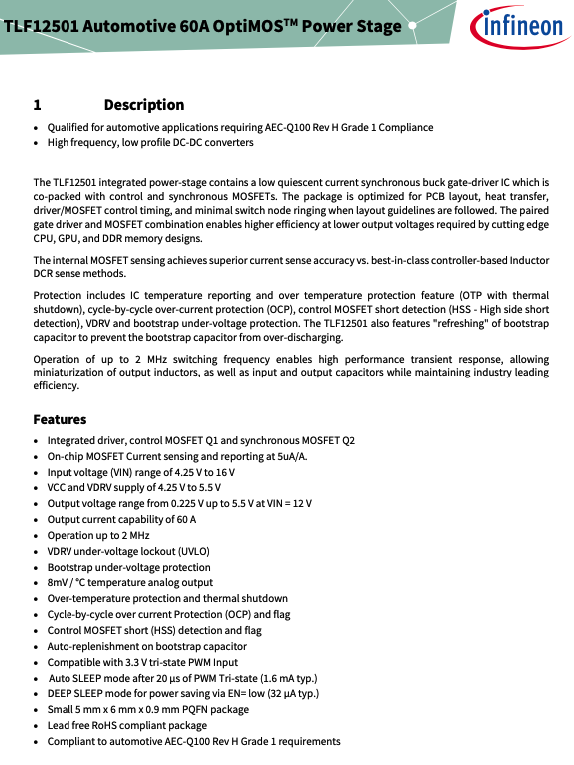 TLF12501 Automotive 60A OptiMOS™ Power Stage
infineon
1 Description
• Qualified for automotive applications requiring AEC-Q100 Rev H Grade 1 Compliance
• High frequency, low profile DC-DC converters
The TLF12501 integrated power-stage contains a low quiescent current synchronous buck gate-driver IC which is
co-packed with control and synchronous MOSFETs. The package is optimized for PCB layout, heat transfer,
driver/MOSFET control timing, and minimal switch node ringing when layout guidelines are followed. The paired
gate driver and MOSFET combination enables higher efficiency at lower output voltages required by cutting edge
CPU, GPU, and DDR memory designs.
The internal MOSFET sensing achieves superior current sense accuracy vs. best-in-class controller-based Inductor
DCR sense methods.
Protection includes IC temperature reporting and over temperature protection feature (OTP with thermal
shutdown), cycle-by-cycle over-current protection (OCP), control MOSFET short detection (HSS - High side short
detection), VDRV and bootstrap under-voltage protection. The TLF12501 also features "refreshing" of bootstrap
capacitor to prevent the bootstrap capacitor from over-discharging.
Operation of up to 2 MHz switching frequency enables high performance transient response, allowing
miniaturization of output inductors, as well as input and output capacitors while maintaining industry leading
efficiency.
Features
• Integrated driver, control MOSFET Q1 and synchronous MOSFET Q2
• On-chip MOSFET Current sensing and reporting at 5uA/A.
• Input voltage (VIN) range of 4.25 V to 16 V
• VCC and VDRV supply of 4.25 V to 5.5 V
• Output voltage range from 0.225 V up to 5.5 V at VIN = 12 V
• Output current capability of 60 A
• Operation up to 2 MHz
• VDRV under-voltage lockout (UVLO)
• Bootstrap under-voltage protection
• 8mV / °C temperature analog output
• Over-temperature protection and thermal shutdown
• Cycle-by-cycle over current Protection (OCP) and flag
• Control MOSFET short (HSS) detection and flag
• Auto-replenishment on bootstrap capacitor
• Compatible with 3.3 V tri-state PWM Input
• Auto SLEEP mode after 20 µs of PWM Tri-state (1.6 mA typ.)
• DEEP SLEEP mode for power saving via EN= low (32 µA typ.)
• Small 5 mm x 6 mm x 0.9 mm PQFN package
• Lead free RoHS compliant package
• Compliant to automotive AEC-Q100 Rev H Grade 1 requirements